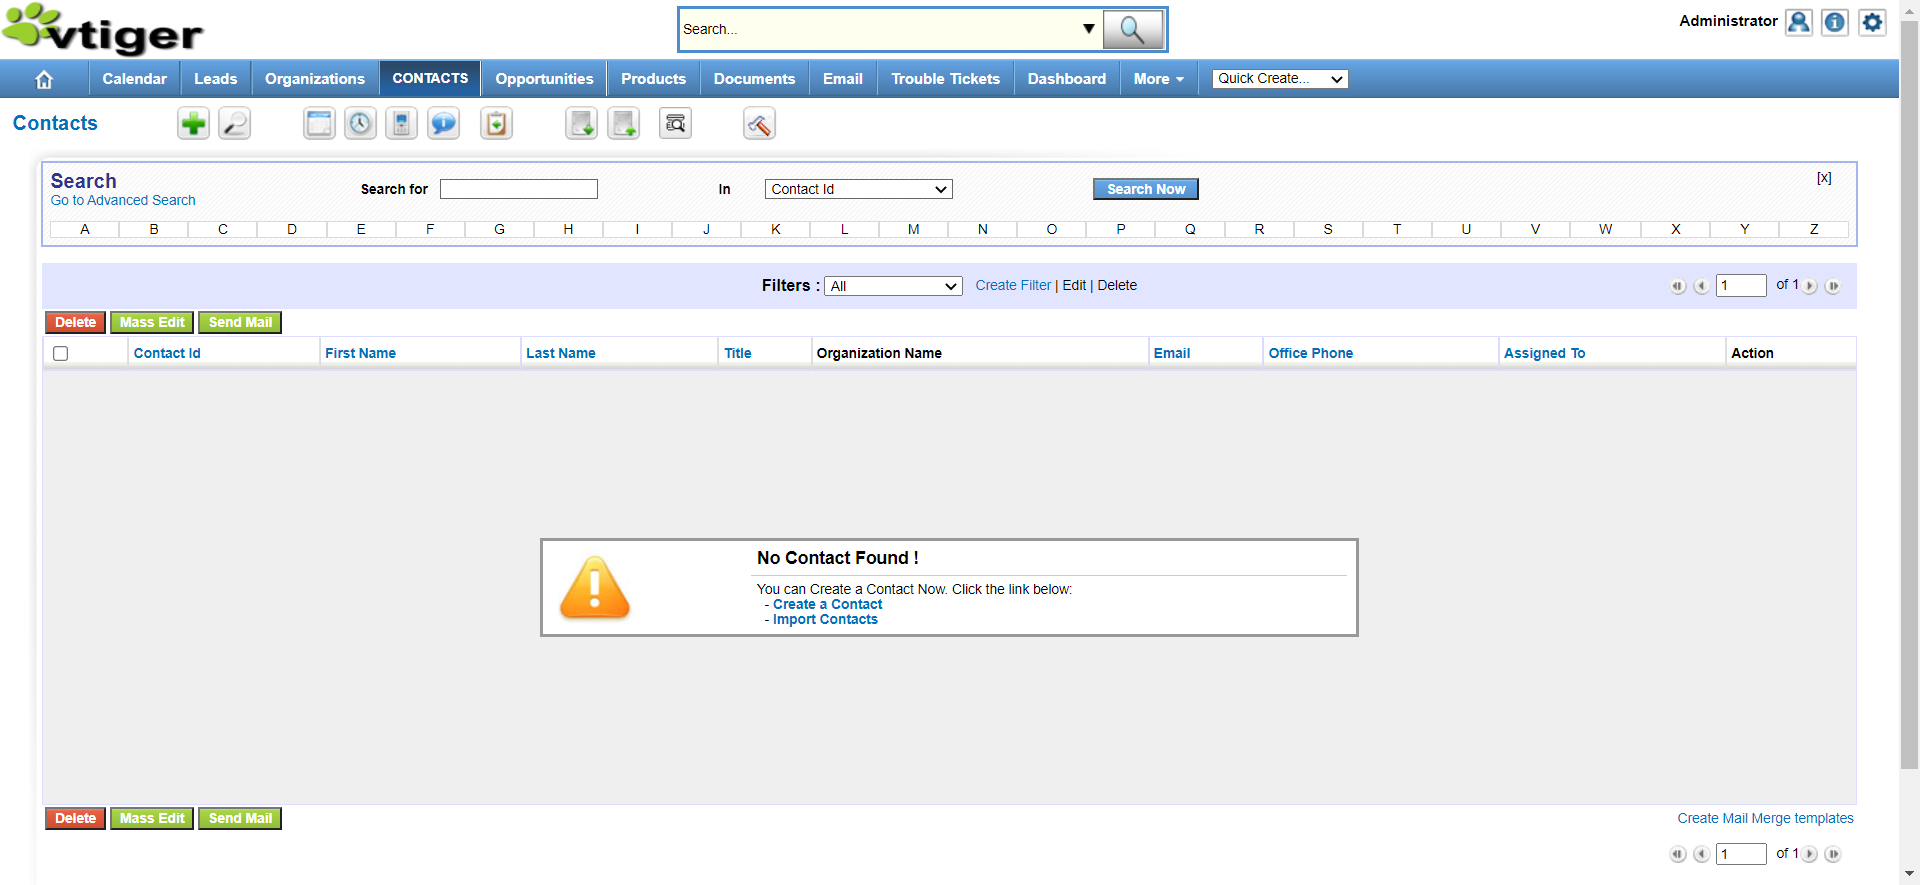 vtiger
Search...
Administrator
Calendar Leads Organizations CONTACTS Opportunities Products Documents Email Trouble Tickets Dashboard More Quick Create...
Contacts
Search
Go to Advanced Search
Search for In Contact Id Search Now [x]
A B C D E F G H I J K L M N O P Q R S T U V W X Y Z
Filters : All Create Filter | Edit | Delete 1 of 1
Delete Mass Edit Send Mail
Contact Id First Name Last Name Title Organization Name Email Office Phone Assigned To Action
No Contact Found !
You can Create a Contact Now. Click the link below:
- Create a Contact
- Import Contacts
Delete Mass Edit Send Mail Create Mail Merge templates
1 of 1